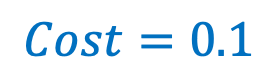 Cost = 0.1